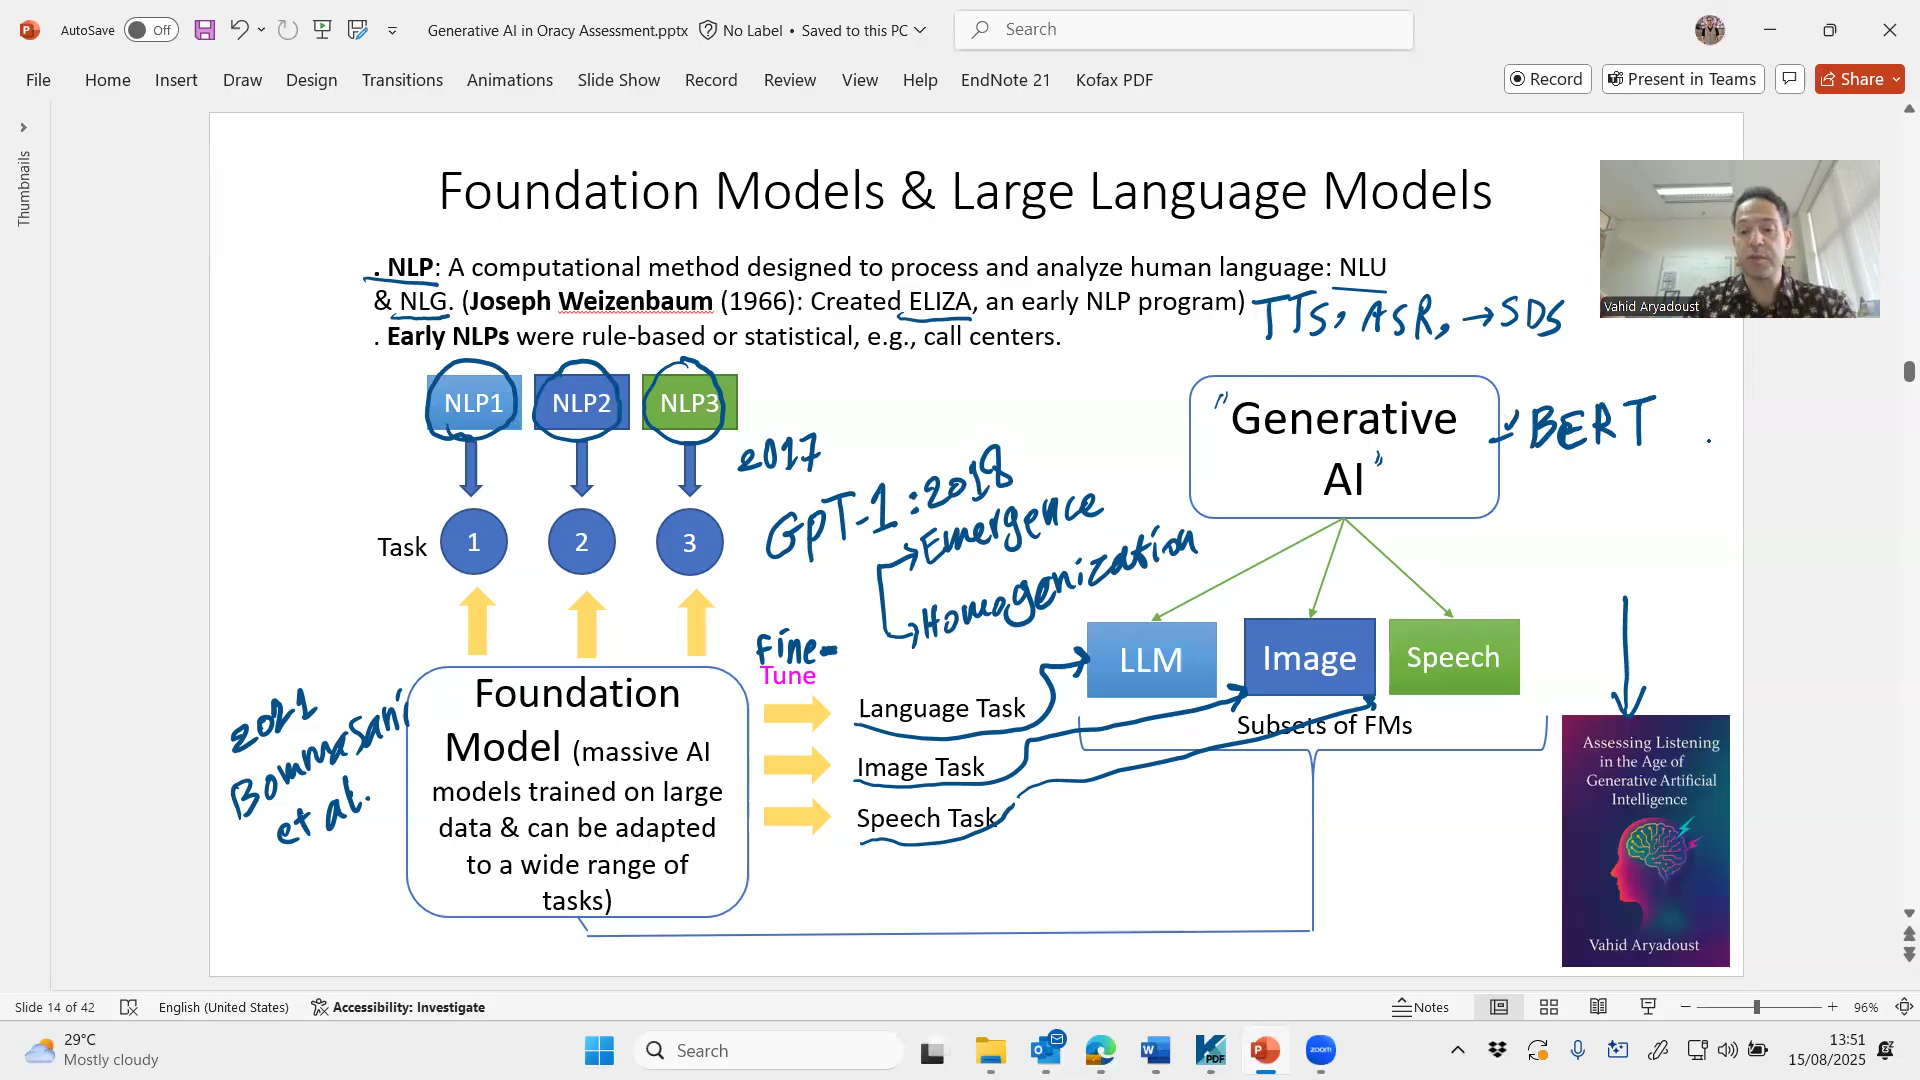 AutoSave Off
Generative AI in Oracy Assessment.pptx
No Label • Saved to this PC
Search
File Home Insert Draw Design Transitions Animations Slide Show Record Review View Help EndNote 21 Kofax PDF
Record
Present in Teams
Share
Thumbnails
Foundation Models & Large Language Models
. NLP: A computational method designed to process and analyze human language: NLU
& NLG. (Joseph Weizenbaum (1966): Created ELIZA, an early NLP program)
. Early NLPs were rule-based or statistical, e.g., call centers.
TTS, ASR, → SDS
Vahid Aryadoust
NLP1
NLP2
NLP3
2017
GPT-1: 2018
Emergence
Homogenization
Task
1
2
3
"Generative
AI"
BERT
LLM
Image
Speech
Subsets of FMs
Fine-
Tune
Language Task
Image Task
Speech Task
2021
Bommasani
et al.
Foundation
Model (massive AI
models trained on large
data & can be adapted
to a wide range of
tasks)
Assessing Listening
in the Age of
Generative Artificial
Intelligence
Vahid Aryadoust
Slide 14 of 42
English (United States)
Accessibility: Investigate
Notes
96%
29°C
Mostly cloudy
Search
W
PDF
zoom
13:51
15/08/2025